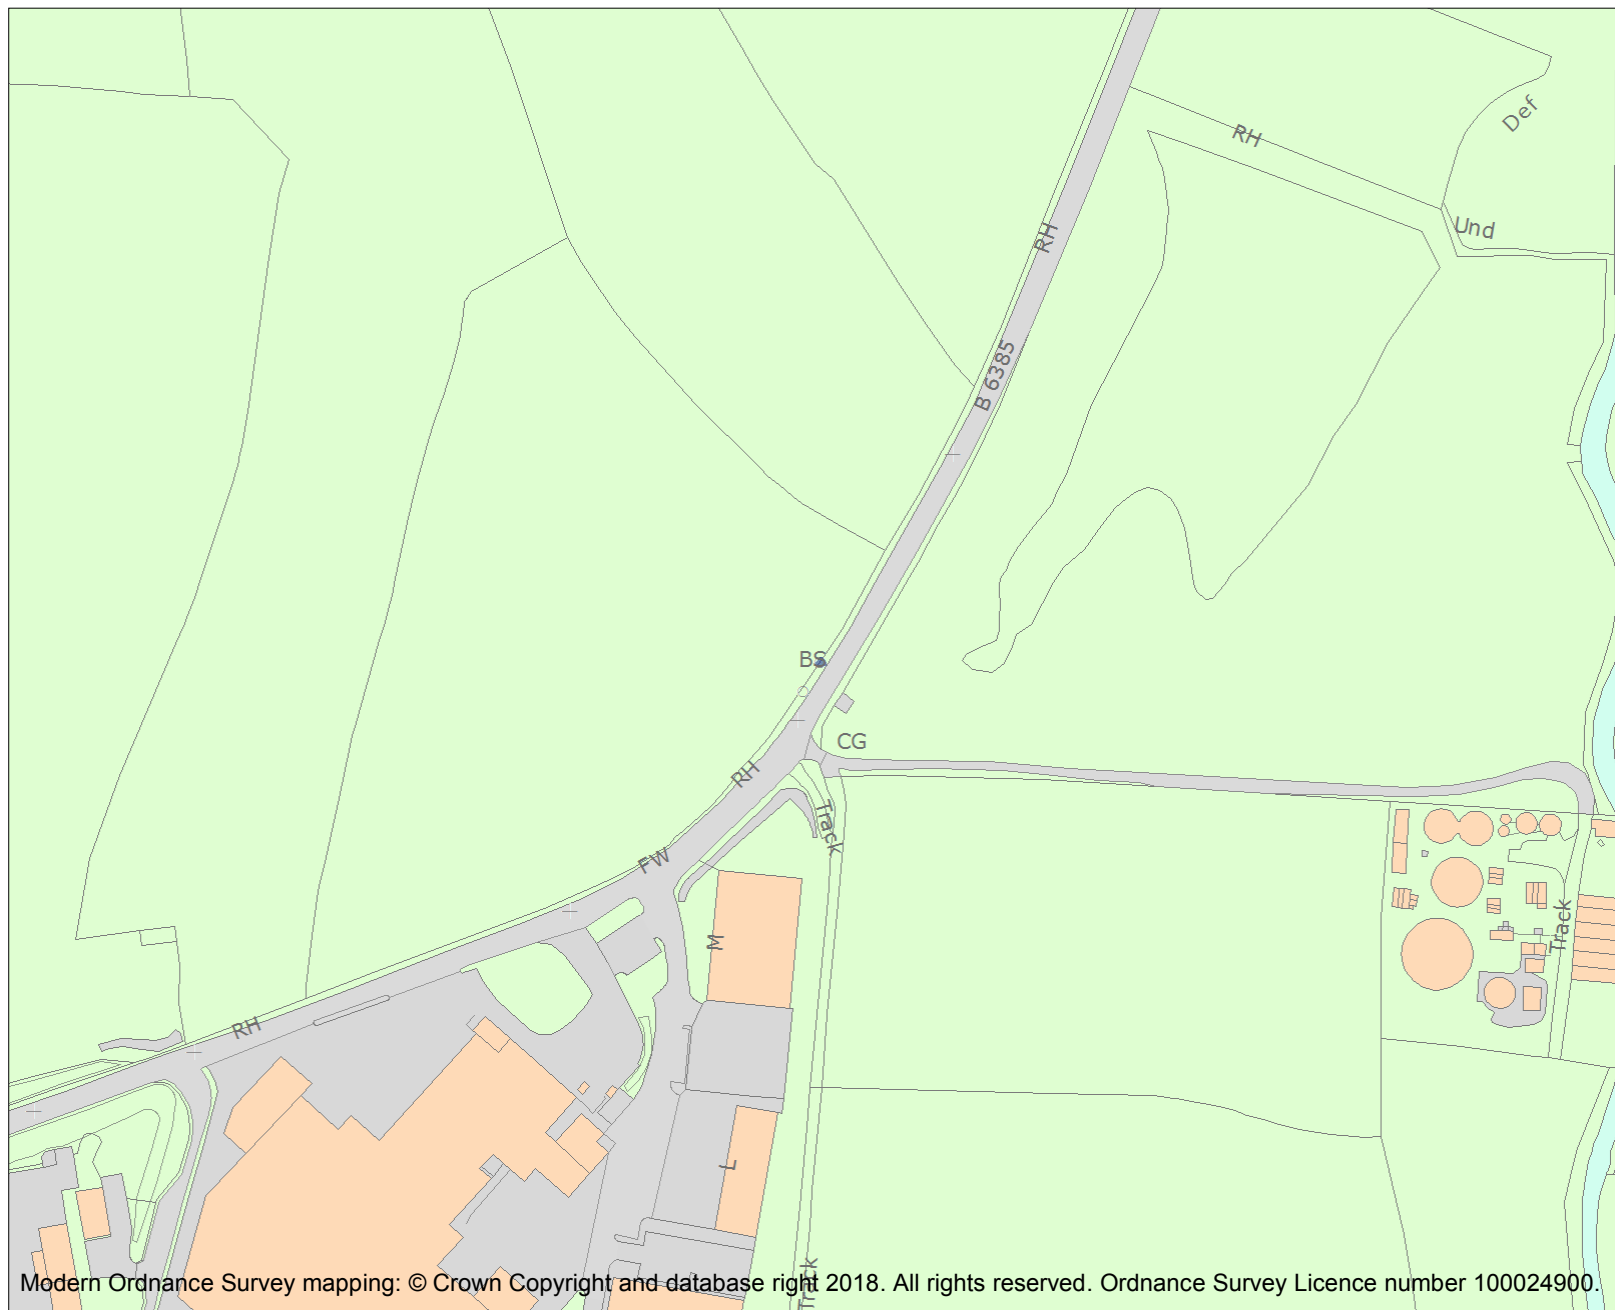 Def
RH
Und
RH
B 6385
BS
CG
RH
Track
FW
M
Track
RH
L
Track
Modern Ordnance Survey mapping: © Crown Copyright and database right 2018. All rights reserved. Ordnance Survey Licence number 100024900.